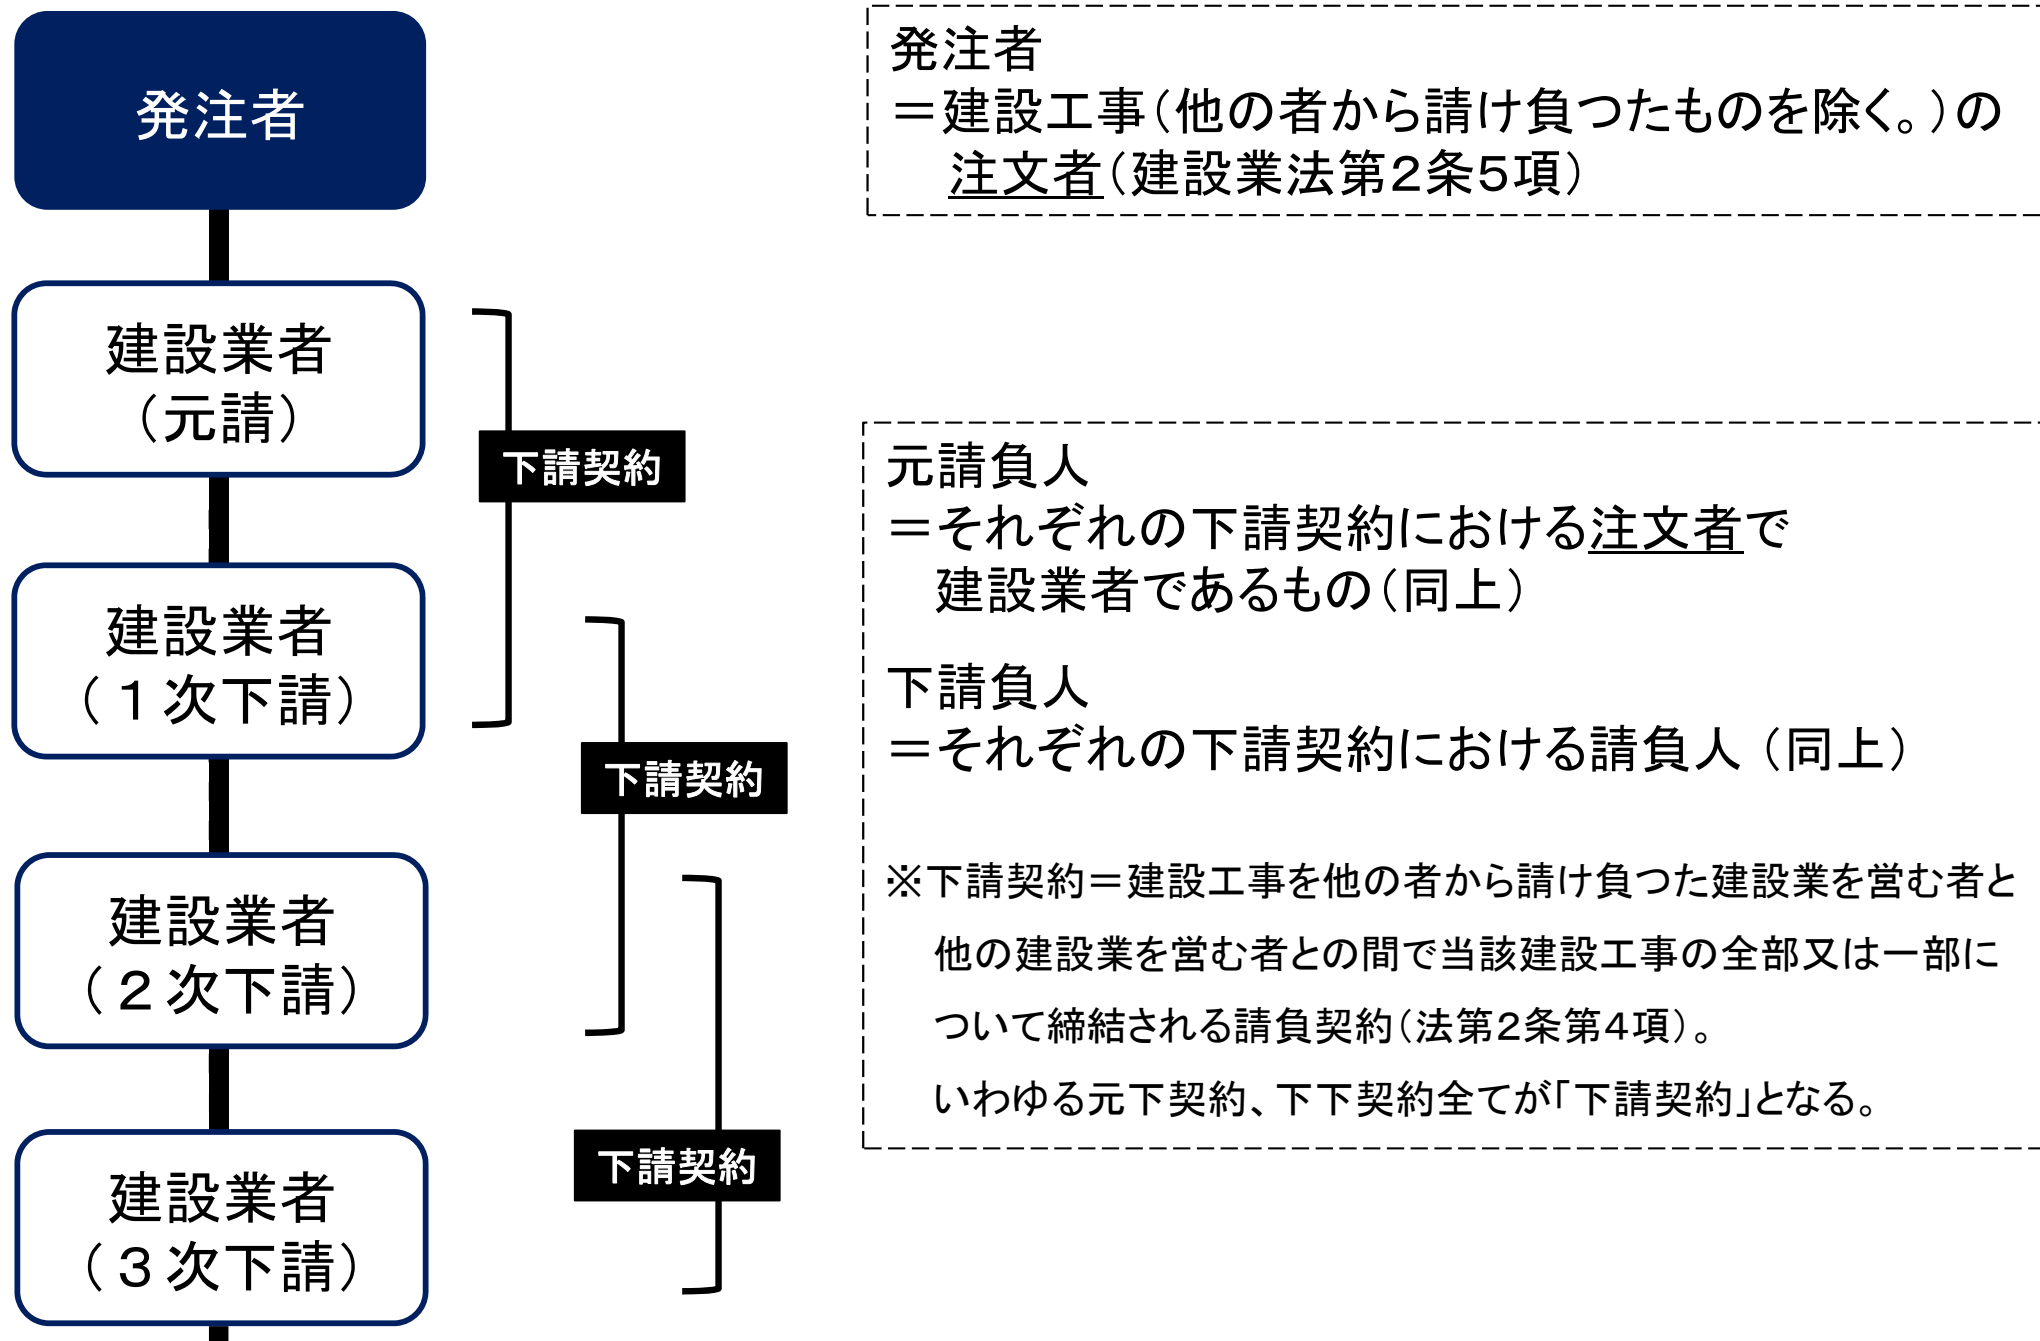 発注者
建設業者
（元請）
建設業者
（１次下請）
建設業者
（２次下請）
建設業者
（３次下請）
下請契約
下請契約
下請契約
発注者
＝建設工事（他の者から請け負つたものを除く。）の
注文者（建設業法第２条５項）
元請負人
＝それぞれの下請契約における注文者で
建設業者であるもの（同上）
下請負人
＝それぞれの下請契約における請負人（同上）
※下請契約＝建設工事を他の者から請け負つた建設業を営む者と
他の建設業を営む者との間で当該建設工事の全部又は一部に
ついて締結される請負契約（法第２条第４項）。
いわゆる元下契約、下下契約全てが「下請契約」となる。